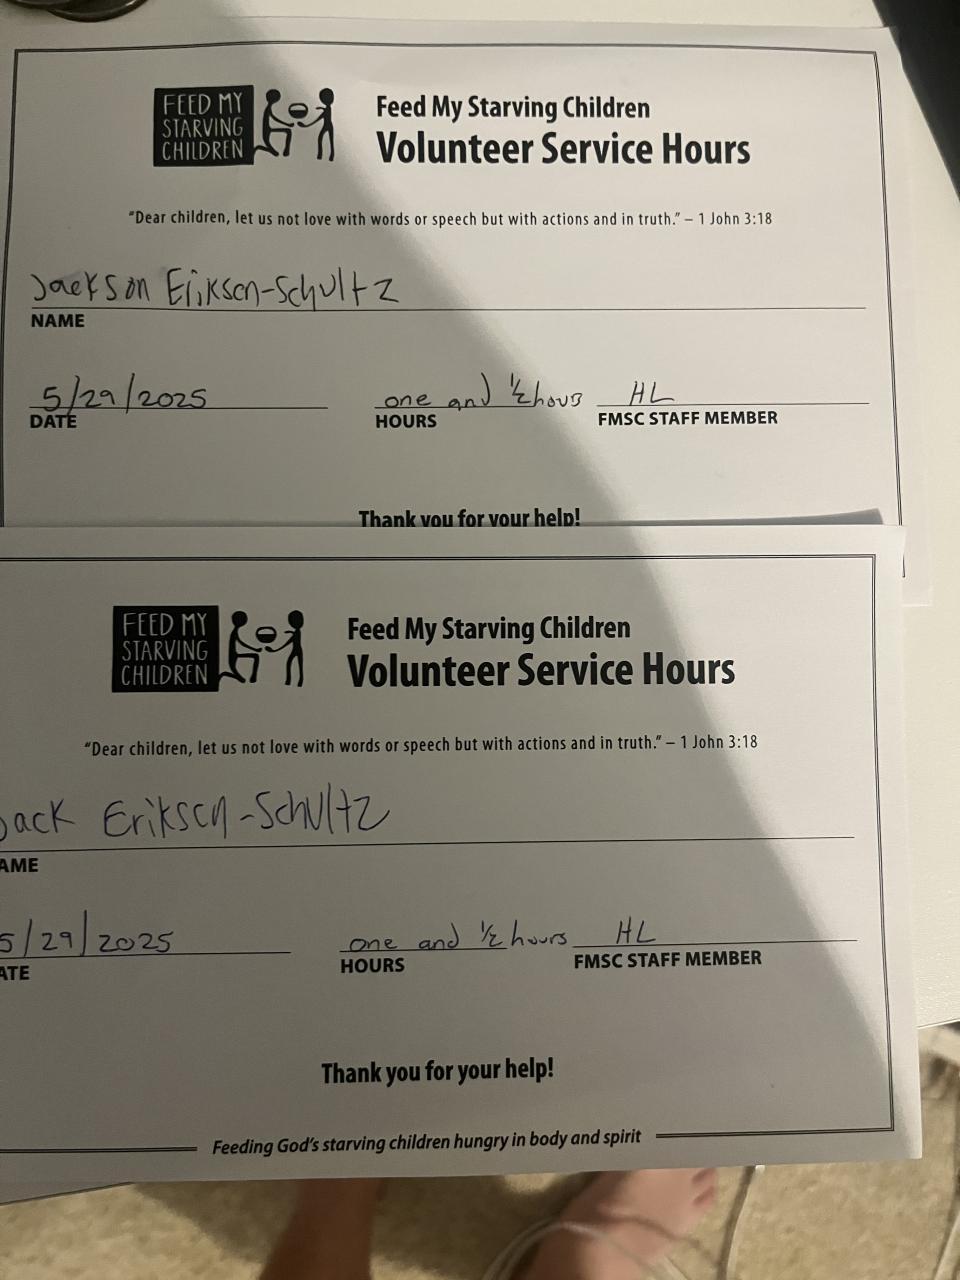 FEED MY
STARVING
CHILDREN
Feed My Starving Children
Volunteer Service Hours
"Dear children, let us not love with words or speech but with actions and in truth." – 1 John 3:18
Jackson Erikson-Schultz
NAME
5/29/2025 one and ½ hours HL
DATE HOURS FMSC STAFF MEMBER
Thank you for your help!
FEED MY
STARVING
CHILDREN
Feed My Starving Children
Volunteer Service Hours
"Dear children, let us not love with words or speech but with actions and in truth." – 1 John 3:18
Jack Erikson-Schultz
AME
5/29/2025 one and ½ hours HL
ATE HOURS FMSC STAFF MEMBER
Thank you for your help!
Feeding God's starving children hungry in body and spirit